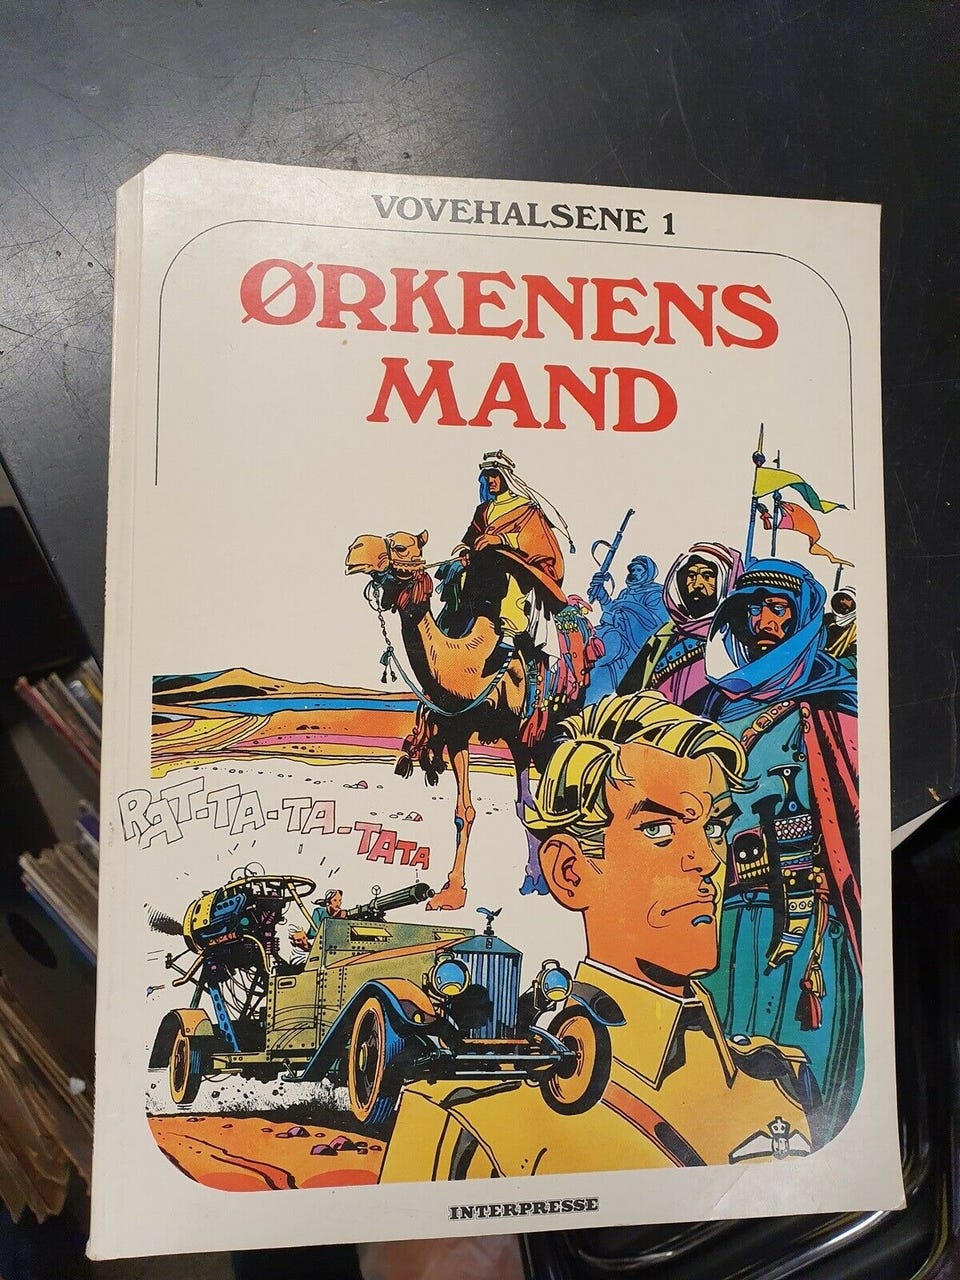 VOVEHALSENE 1
ØRKENENS
MAND
RAT-TA-TA-TATA
INTERPRESSE